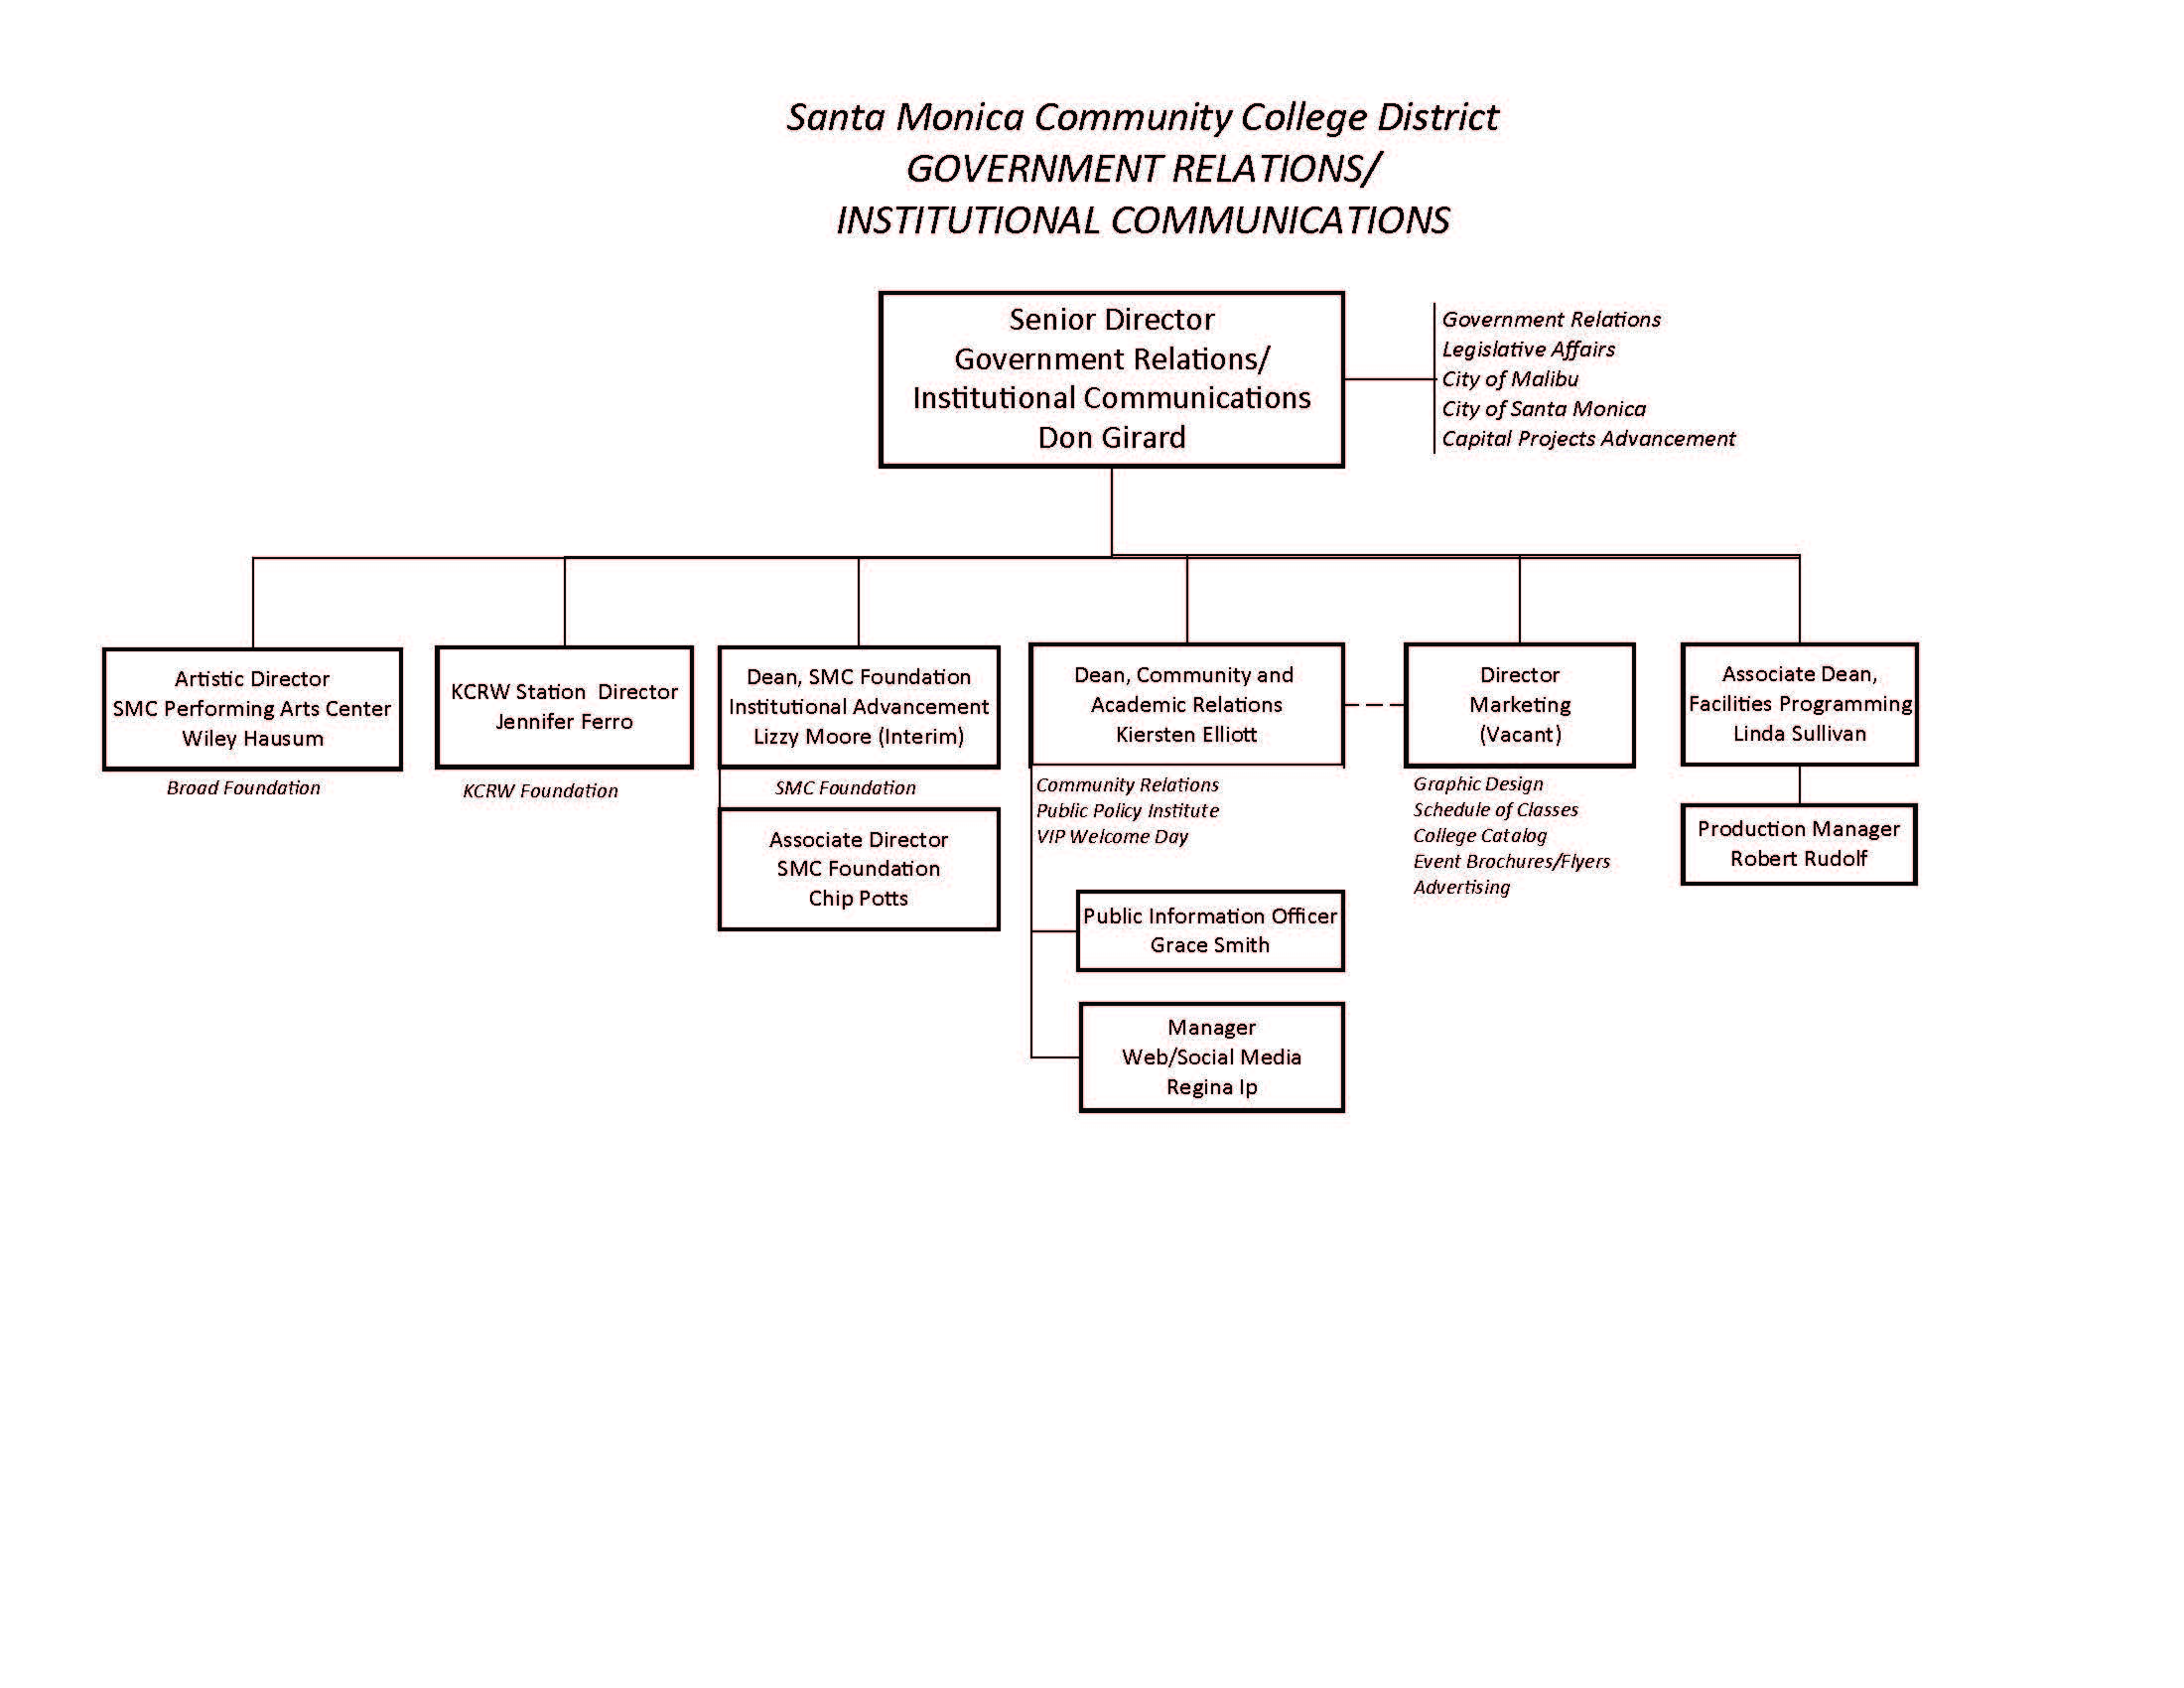 Santa Monica Community College District
GOVERNMENT RELATIONS/
INSTITUTIONAL COMMUNICATIONS
Senior Director
Government Relations/
Institutional Communications
Don Girard
Government Relations
Legislative Affairs
City of Malibu
City of Santa Monica
Capital Projects Advancement
Artistic Director
SMC Performing Arts Center
Wiley Hausum
Broad Foundation
KCRW Station Director
Jennifer Ferro
KCRW Foundation
Dean, SMC Foundation
Institutional Advancement
Lizzy Moore (Interim)
SMC Foundation
Associate Director
SMC Foundation
Chip Potts
Dean, Community and
Academic Relations
Kiersten Elliott
Community Relations
Public Policy Institute
VIP Welcome Day
Public Information Officer
Grace Smith
Manager
Web/Social Media
Regina Ip
Director
Marketing
(Vacant)
Graphic Design
Schedule of Classes
College Catalog
Event Brochures/Flyers
Advertising
Associate Dean,
Facilities Programming
Linda Sullivan
Production Manager
Robert Rudolf